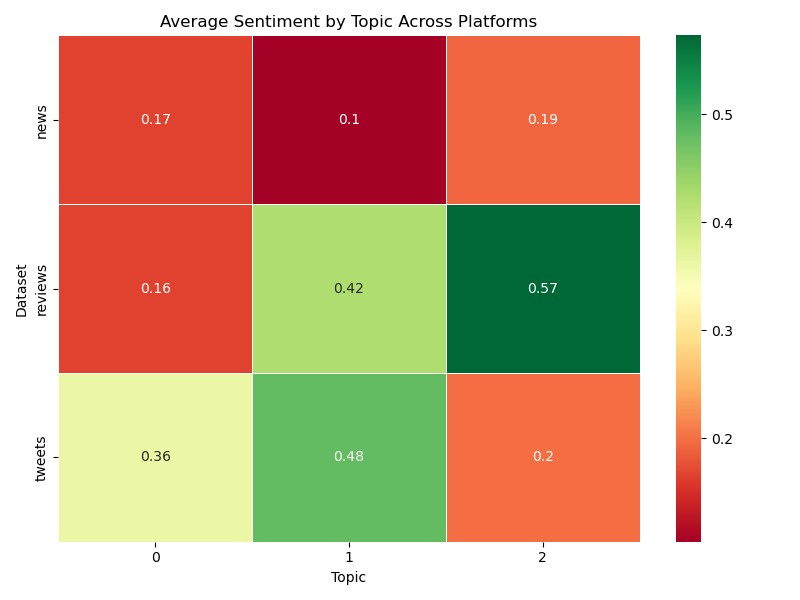 Average Sentiment by Topic Across Platforms
news
0.17
0.1
0.19
Dataset
reviews
0.16
0.42
0.57
tweets
0.36
0.48
0.2
0
1
2
Topic
0.5
0.4
0.3
0.2